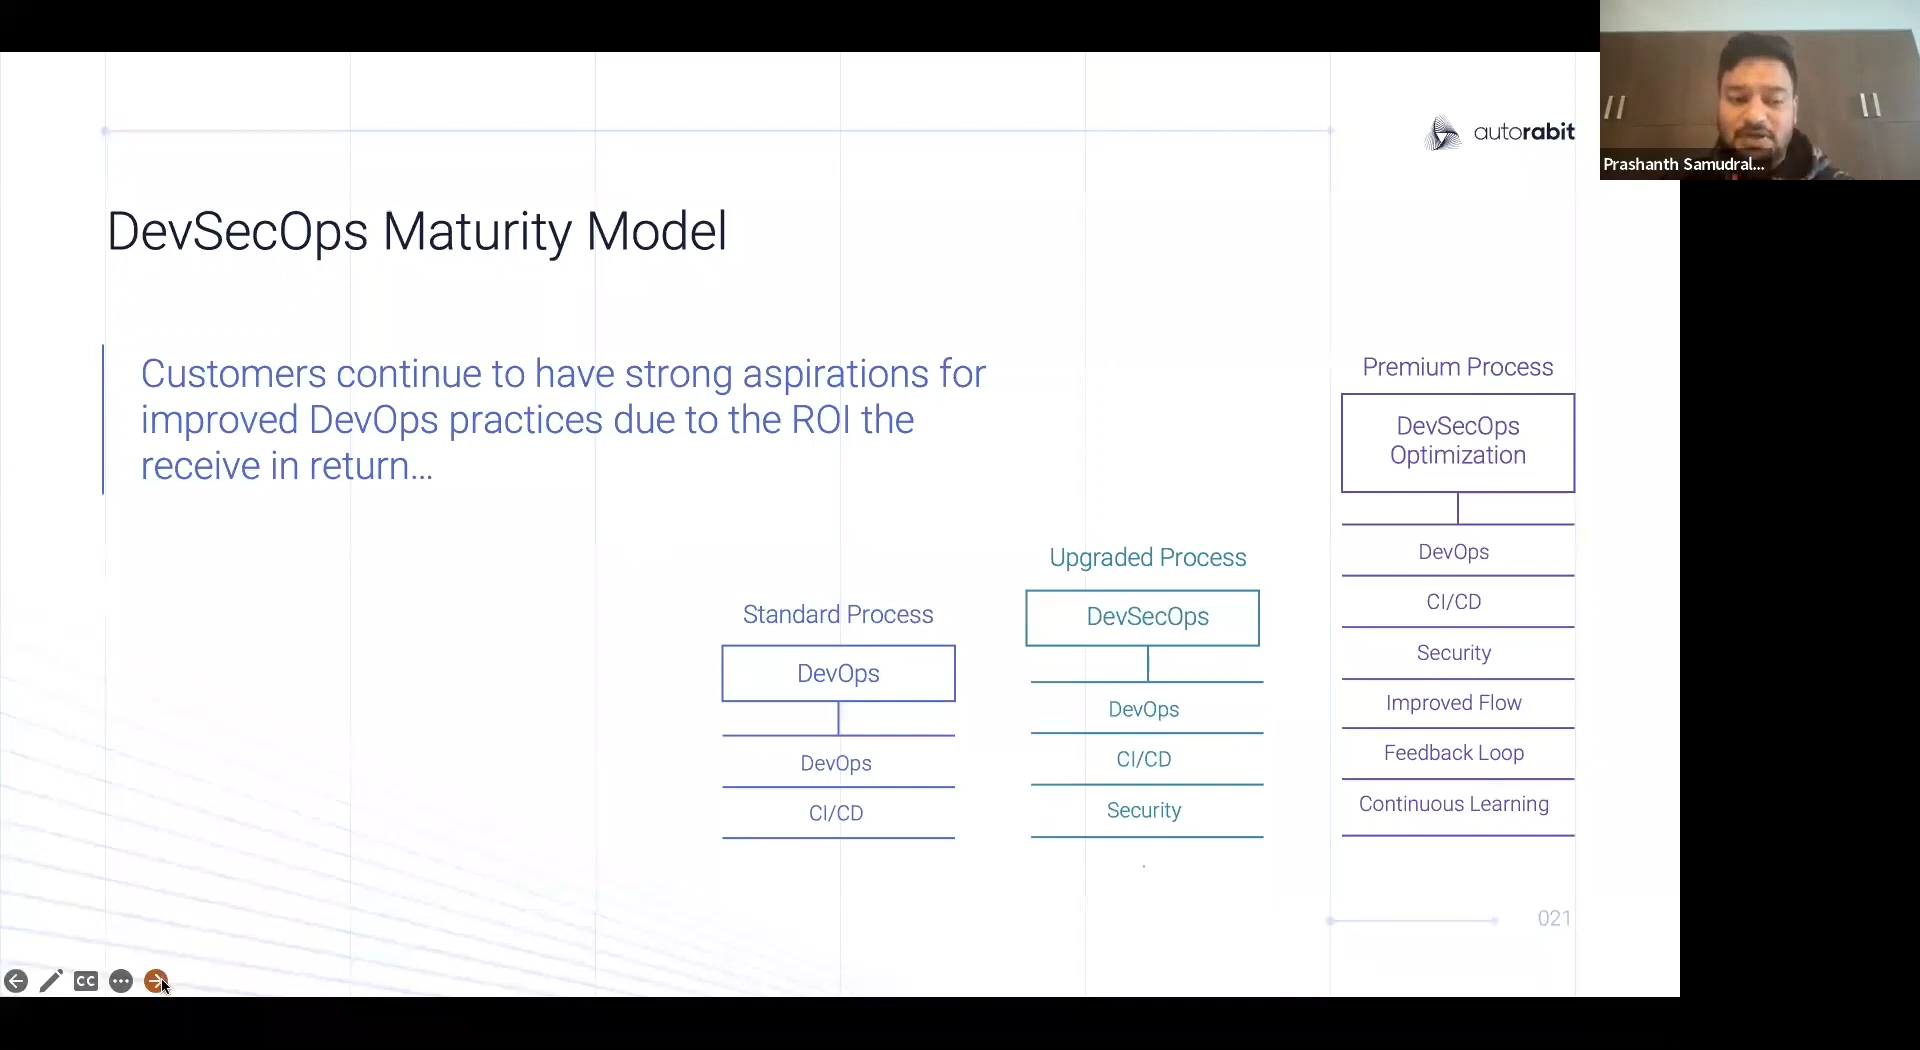 autorabit
Prashanth Samudral...
DevSecOps Maturity Model
Customers continue to have strong aspirations for
improved DevOps practices due to the ROI the
receive in return...
Standard Process
DevOps
DevOps
CI/CD
Upgraded Process
DevSecOps
DevOps
CI/CD
Security
Premium Process
DevSecOps
Optimization
DevOps
CI/CD
Security
Improved Flow
Feedback Loop
Continuous Learning
021
CC